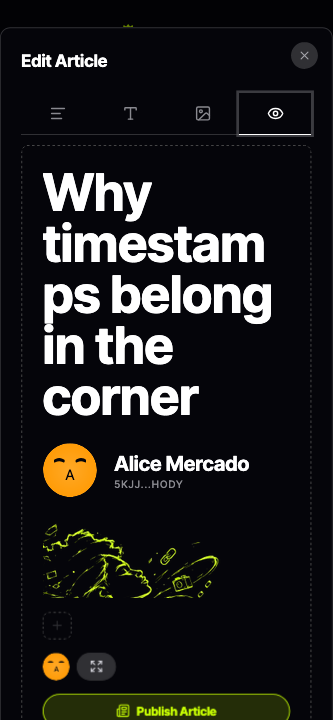 Edit Article
Why
timestam
ps belong
in the
corner
A
Alice Mercado
5KJJ...HODY
Publish Article